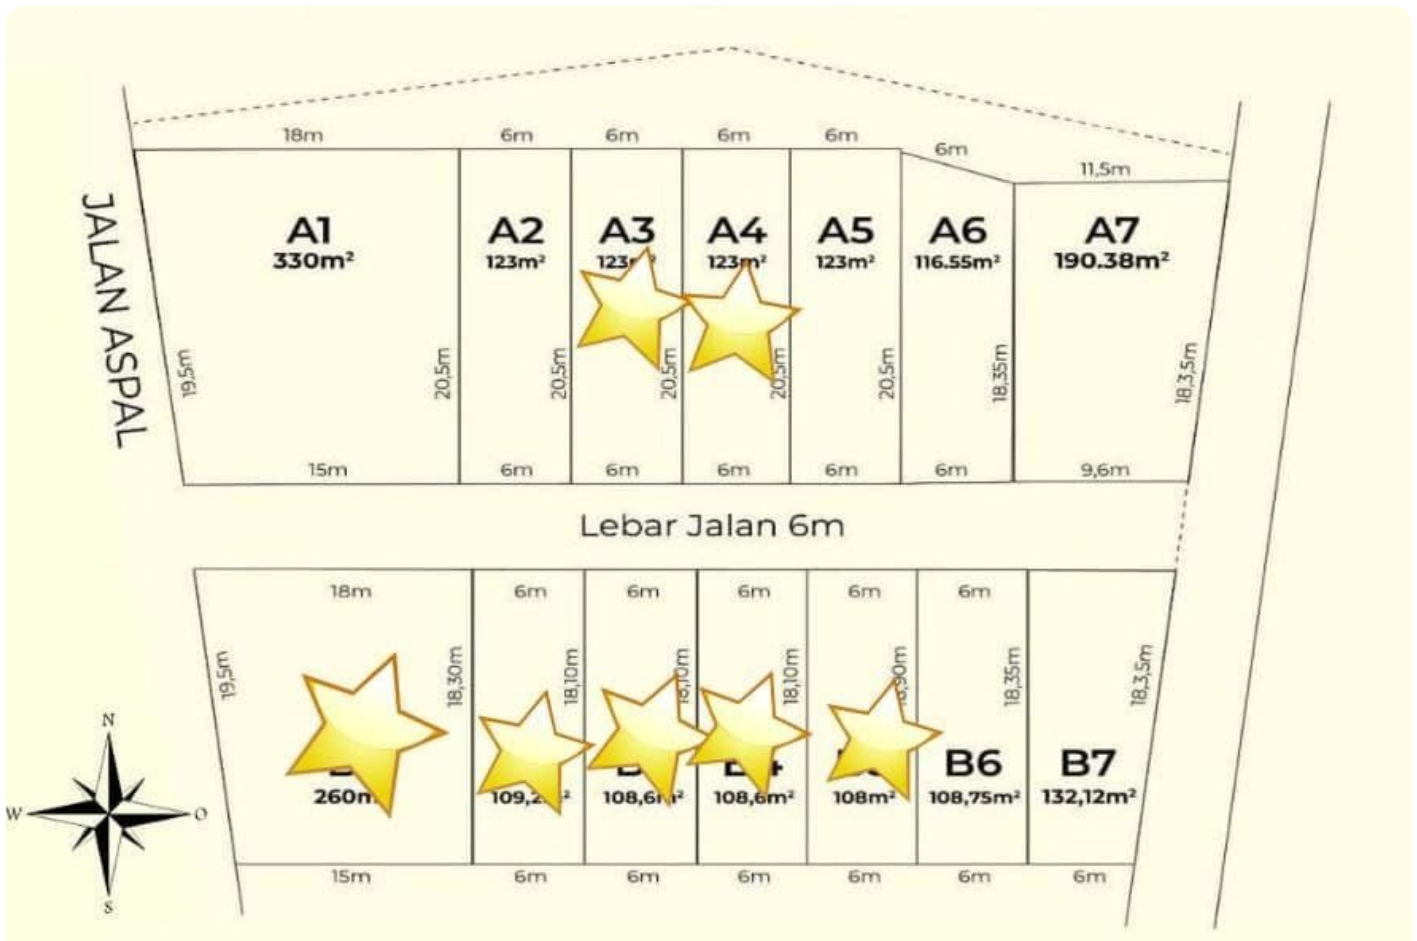 18m 6m 6m 6m 6m 6m 11,5m
A1 A2 A3 A4 A5 A6 A7
330m² 123m² 123m² 123m² 116.55m² 190.38m²
JALAN ASPAL
19,5m 20,5m 20,5m 20,5m 20,5m 20,5m 18,35m 18,3,5m
15m 6m 6m 6m 6m 6m 9,6m
Lebar Jalan 6m
18m 6m 6m 6m 6m 6m
19,5m 18,30m 18,10m 18,10m 18,35m 18,3,5m
B6 B7
108,6m² 108m² 108,75m² 132,12m²
15m 6m 6m 6m 6m 6m 6m
N
W O
S